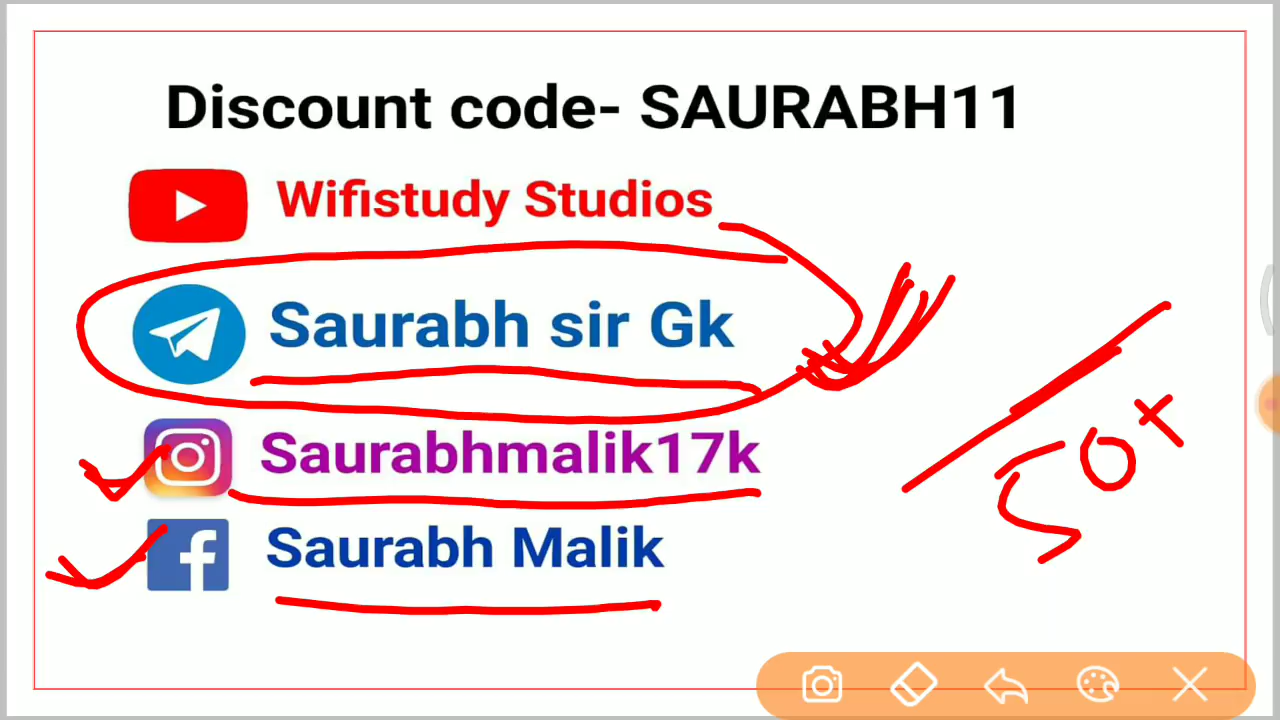 Discount code- SAURABH11
Wifistudy Studios
Saurabh sir Gk
Saurabhmalik17k
Saurabh Malik
50+